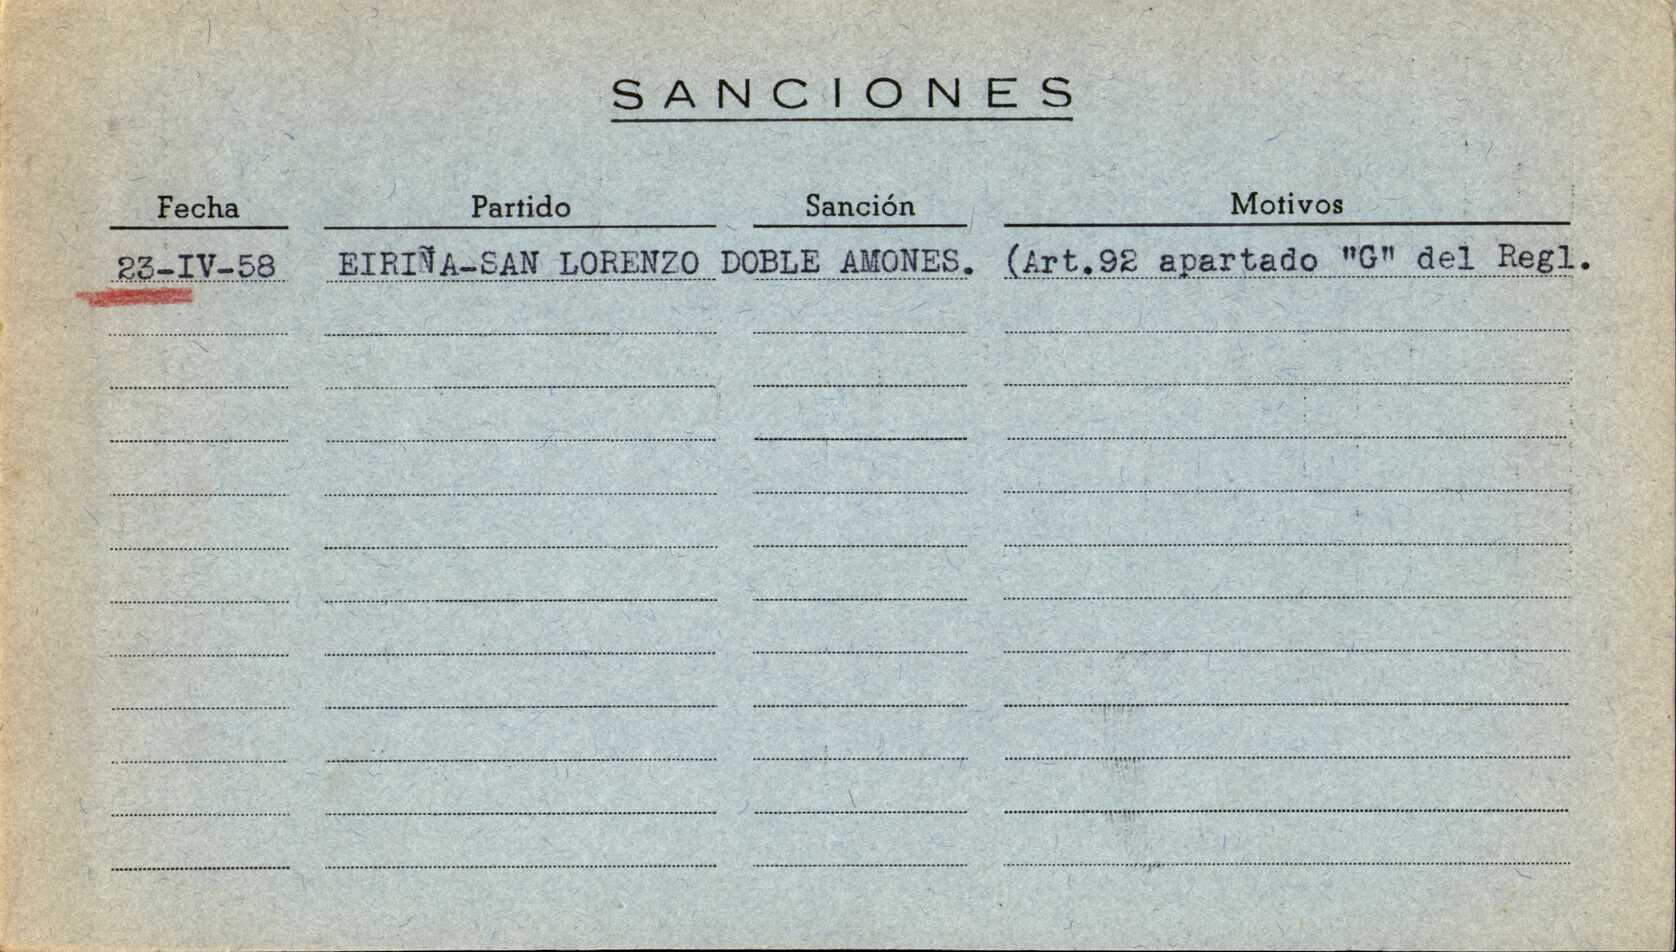 SANCIONES
Fecha Partido Sanción Motivos
23-IV-58 EIRIÑA-SAN LORENZO DOBLE AMONES. (Art.92 apartado "G" del Regl.